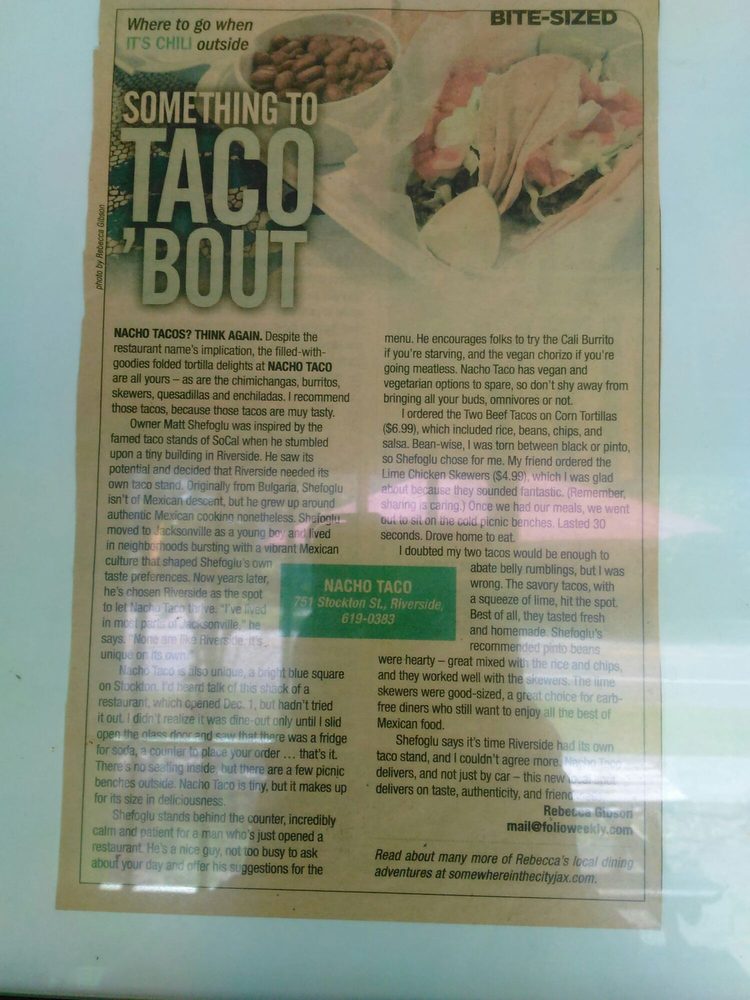 Where to go when
IT'S CHILI outside
BITE-SIZED
SOMETHING TO
TACO
'BOUT
photo by Rebecca Gibson
NACHO TACOS? THINK AGAIN. Despite the
restaurant name's implication, the filled-with-
goodies folded tortilla delights at NACHO TACO
are all yours – as are the chimichangas, burritos,
skewers, quesadillas and enchiladas. I recommend
those tacos, because those tacos are muy tasty.
Owner Matt Shefoglu was inspired by the
famed taco stands of SoCal when he stumbled
upon a tiny building in Riverside. He saw its
potential and decided that Riverside needed its
own taco stand. Originally from Bulgaria, Shefoglu
isn't of Mexican descent, but he grew up around
authentic Mexican cooking nonetheless. Shefoglu
moved to Jacksonville as a young boy and lived
in neighborhoods bursting with a vibrant Mexican
culture that shaped Shefoglu's own
taste preferences. Now years later,
he's chosen Riverside as the spot
to let Nacho Taco thrive. "I've lived
in most parts of Jacksonville," he
says. "None are like Riverside. It's
unique on its own."
Nacho Taco is also unique, a bright blue square
on Stockton. I'd heard talk of this shack of a
restaurant, which opened Dec. 1, but hadn't tried
it out. I didn't realize it was dine-out only until I slid
open the glass door and saw that there was a fridge
for soda, a counter to place your order ... that's it.
There's no seating inside, but there are a few picnic
benches outside. Nacho Taco is tiny, but it makes up
for its size in deliciousness.
Shefoglu stands behind the counter, incredibly
calm and patient for a man who's just opened a
restaurant. He's a nice guy, not too busy to ask
about your day and offer his suggestions for the
menu. He encourages folks to try the Cali Burrito
if you're starving, and the vegan chorizo if you're
going meatless. Nacho Taco has vegan and
vegetarian options to spare, so don't shy away from
bringing all your buds, omnivores or not.
I ordered the Two Beef Tacos on Corn Tortillas
($6.99), which included rice, beans, chips, and
salsa. Bean-wise, I was torn between black or pinto,
so Shefoglu chose for me. My friend ordered the
Lime Chicken Skewers ($4.99), which I was glad
about because they sounded fantastic. (Remember,
sharing is caring.) Once we had our meals, we went
out to sit on the cold picnic benches. Lasted 30
seconds. Drove home to eat.
I doubted my two tacos would be enough to
abate belly rumblings, but I was
wrong. The savory tacos, with
a squeeze of lime, hit the spot.
Best of all, they tasted fresh
and homemade. Shefoglu's
recommended pinto beans
were hearty – great mixed with the rice and chips,
and they worked well with the skewers. The lime
skewers were good-sized, a great choice for carb-
free diners who still want to enjoy all the best of
Mexican food.
Shefoglu says it's time Riverside had its own
taco stand, and I couldn't agree more. Nacho Taco
delivers, and not just by car – this new local spot
delivers on taste, authenticity, and
Rebecca Gibson
mail@folioweekly.com
Read about many more of Rebecca's local dining
adventures at somewhereinthecityjax.com.
NACHO TACO
751 Stockton St., Riverside,
619-0383